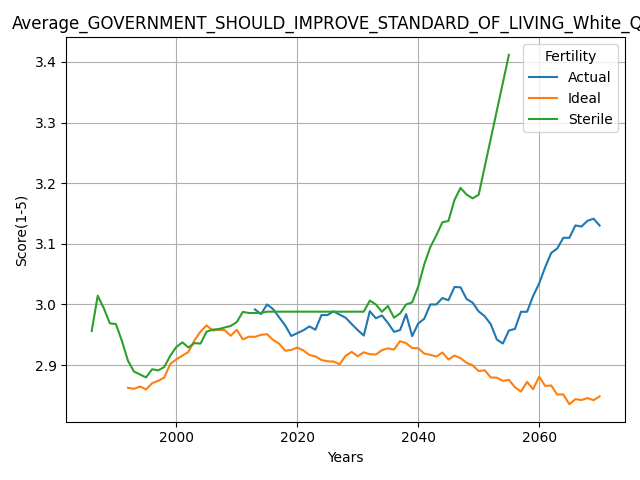 Average_GOVERNMENT_SHOULD_IMPROVE_STANDARD_OF_LIVING_White_Q
Fertility
Actual
Ideal
Sterile
3.4
3.3
3.2
3.1
3.0
2.9
Score(1-5)
2000
2020
2040
2060
Years